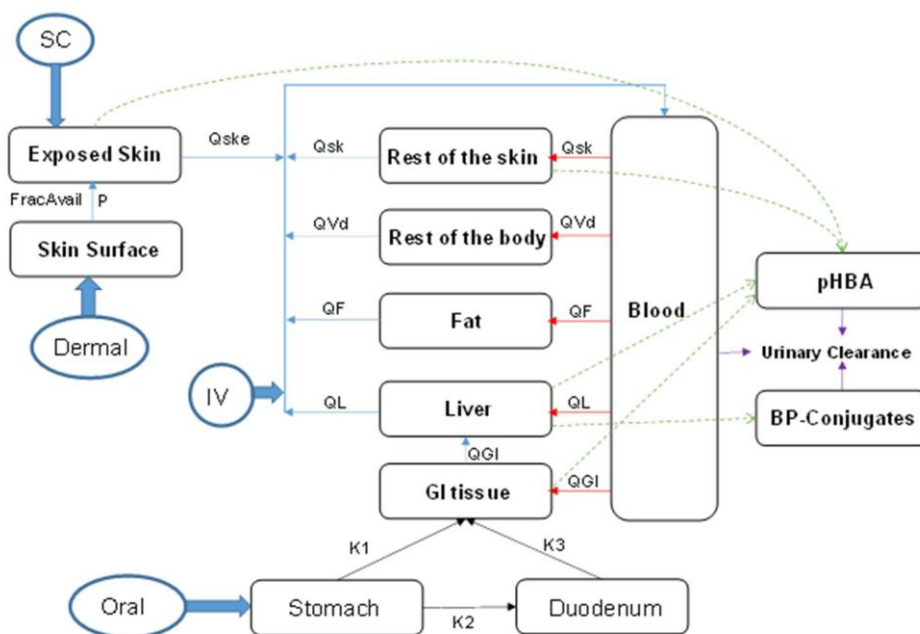 SC
Exposed Skin
Qske
Qsk
Rest of the skin
Qsk
FracAvail
P
Skin Surface
QVd
Rest of the body
QVd
Dermal
QF
Fat
QF
Blood
pHBA
Urinary Clearance
IV
QL
Liver
QL
BP-Conjugates
QGI
GI tissue
QGI
K1
K3
Oral
Stomach
K2
Duodenum